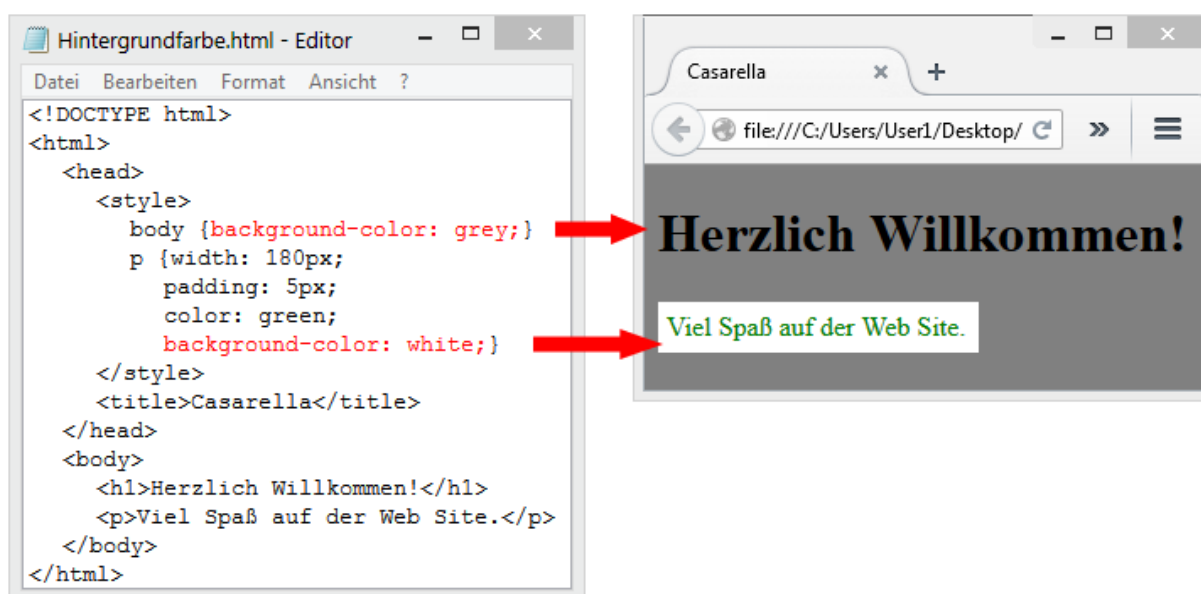 Hintergrundfarbe.html - Editor
Datei Bearbeiten Format Ansicht ?
<!DOCTYPE html>
<html>
<head>
<style>
body {background-color: grey;}
p {width: 180px;
padding: 5px;
color: green;
background-color: white;}
</style>
<title>Casarella</title>
</head>
<body>
<h1>Herzlich Willkommen!</h1>
<p>Viel Spaß auf der Web Site.</p>
</body>
</html>
Casarella
file:///C:/Users/User1/Desktop/
Herzlich Willkommen!
Viel Spaß auf der Web Site.